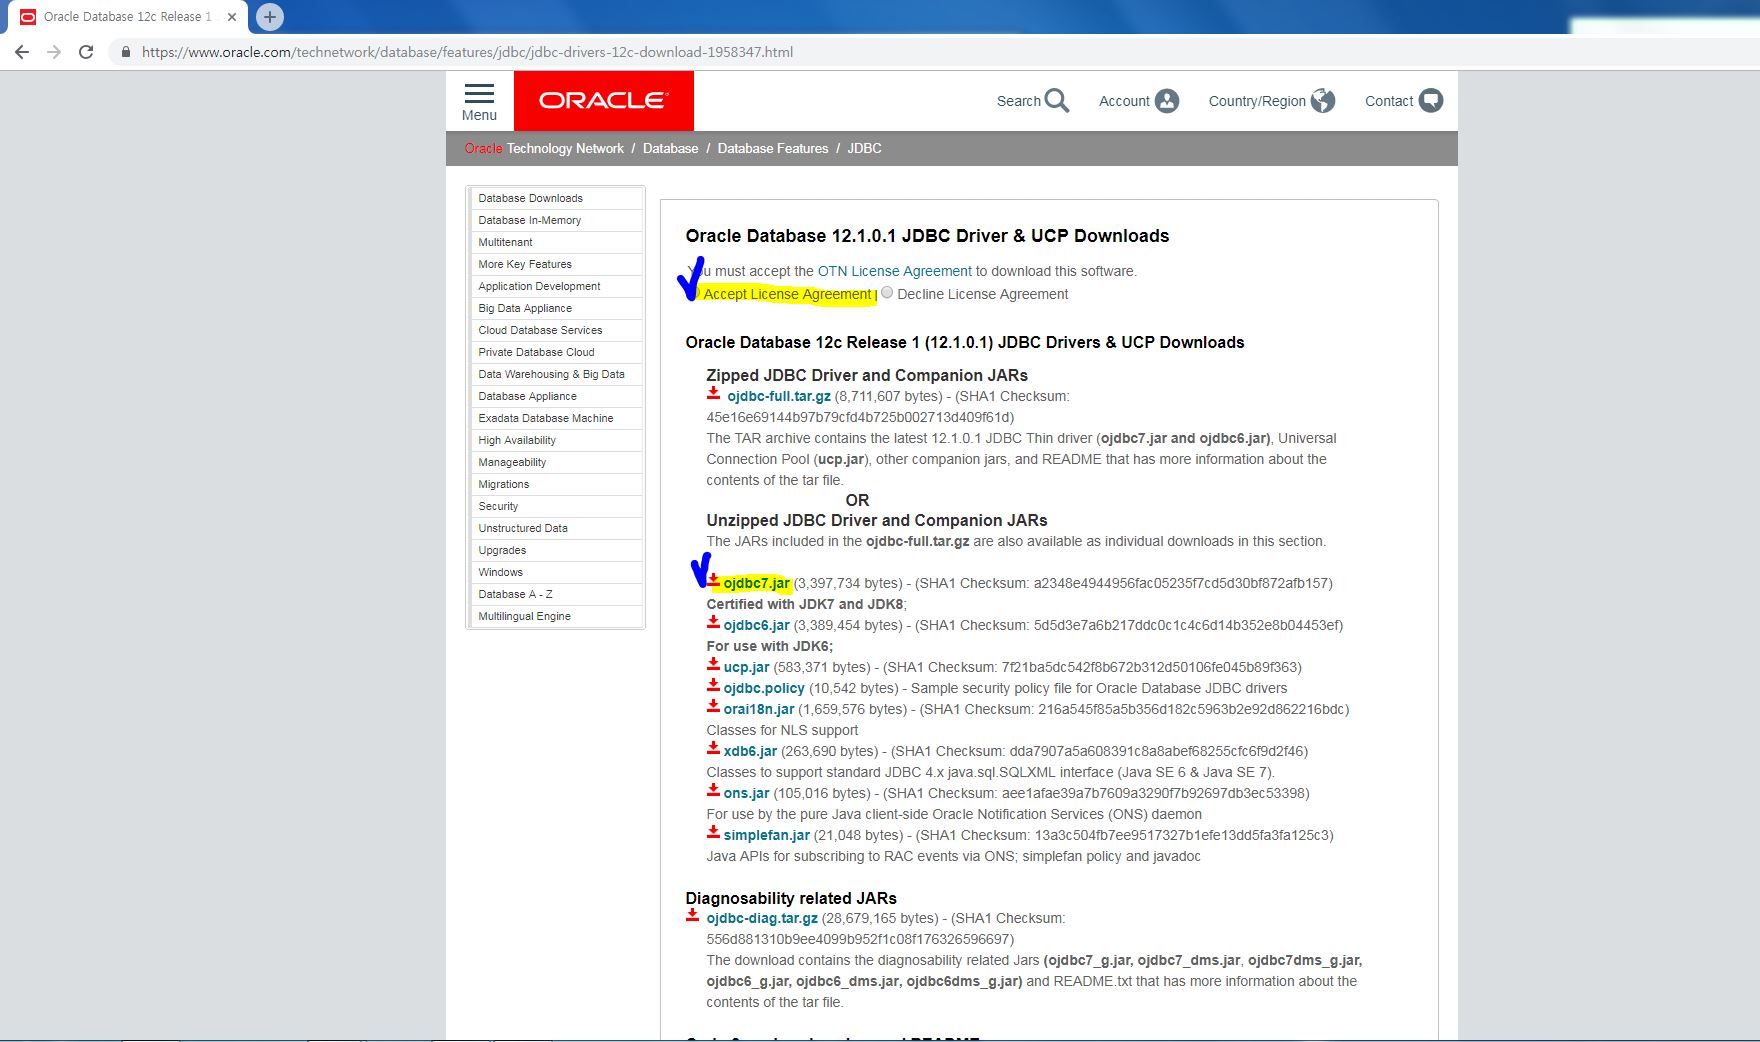 Oracle Database 12c Release 1
https://www.oracle.com/technetwork/database/features/jdbc/jdbc-drivers-12c-download-1958347.html
Menu
ORACLE
Search
Account
Country/Region
Contact
Oracle Technology Network / Database / Database Features / JDBC
Database Downloads
Database In-Memory
Multitenant
More Key Features
Application Development
Big Data Appliance
Cloud Database Services
Private Database Cloud
Data Warehousing & Big Data
Database Appliance
Exadata Database Machine
High Availability
Manageability
Migrations
Security
Unstructured Data
Upgrades
Windows
Database A - Z
Multilingual Engine
Oracle Database 12.1.0.1 JDBC Driver & UCP Downloads
You must accept the OTN License Agreement to download this software.
Accept License Agreement | Decline License Agreement
Oracle Database 12c Release 1 (12.1.0.1) JDBC Drivers & UCP Downloads
Zipped JDBC Driver and Companion JARs
ojdbc-full.tar.gz (8,711,607 bytes) - (SHA1 Checksum:
45e16e69144b97b79cfd4b725b002713d409f61d)
The TAR archive contains the latest 12.1.0.1 JDBC Thin driver (ojdbc7.jar and ojdbc6.jar), Universal
Connection Pool (ucp.jar), other companion jars, and README that has more information about the
contents of the tar file.
OR
Unzipped JDBC Driver and Companion JARs
The JARs included in the ojdbc-full.tar.gz are also available as individual downloads in this section.
ojdbc7.jar (3,397,734 bytes) - (SHA1 Checksum: a2348e4944956fac05235f7cd5d30bf872afb157)
Certified with JDK7 and JDK8;
ojdbc6.jar (3,389,454 bytes) - (SHA1 Checksum: 5d5d3e7a6b217ddc0c1c4c6d14b352e8b04453ef)
For use with JDK6;
ucp.jar (583,371 bytes) - (SHA1 Checksum: 7f21ba5dc542f8b672b312d50106fe045b89f363)
ojdbc.policy (10,542 bytes) - Sample security policy file for Oracle Database JDBC drivers
orai18n.jar (1,659,576 bytes) - (SHA1 Checksum: 216a545f85a5b356d182c5963b2e92d862216bdc)
Classes for NLS support
xdb6.jar (263,690 bytes) - (SHA1 Checksum: dda7907a5a608391c8a8abef68255cfc6f9d2f46)
Classes to support standard JDBC 4.x java.sql.SQLXML interface (Java SE 6 & Java SE 7).
ons.jar (105,016 bytes) - (SHA1 Checksum: aee1afae39a7b7609a3290f7b92697db3ec53398)
For use by the pure Java client-side Oracle Notification Services (ONS) daemon
simplefan.jar (21,048 bytes) - (SHA1 Checksum: 13a3c504fb7ee9517327b1efe13dd5fa3fa125c3)
Java APIs for subscribing to RAC events via ONS; simplefan policy and javadoc
Diagnosability related JARs
ojdbc-diag.tar.gz (28,679,165 bytes) - (SHA1 Checksum:
556d881310b9ee4099b952f1c08f176326596697)
The download contains the diagnosability related Jars (ojdbc7_g.jar, ojdbc7_dms.jar, ojdbc7dms_g.jar,
ojdbc6_g.jar, ojdbc6_dms.jar, ojdbc6dms_g.jar) and README.txt that has more information about the
contents of the tar file.